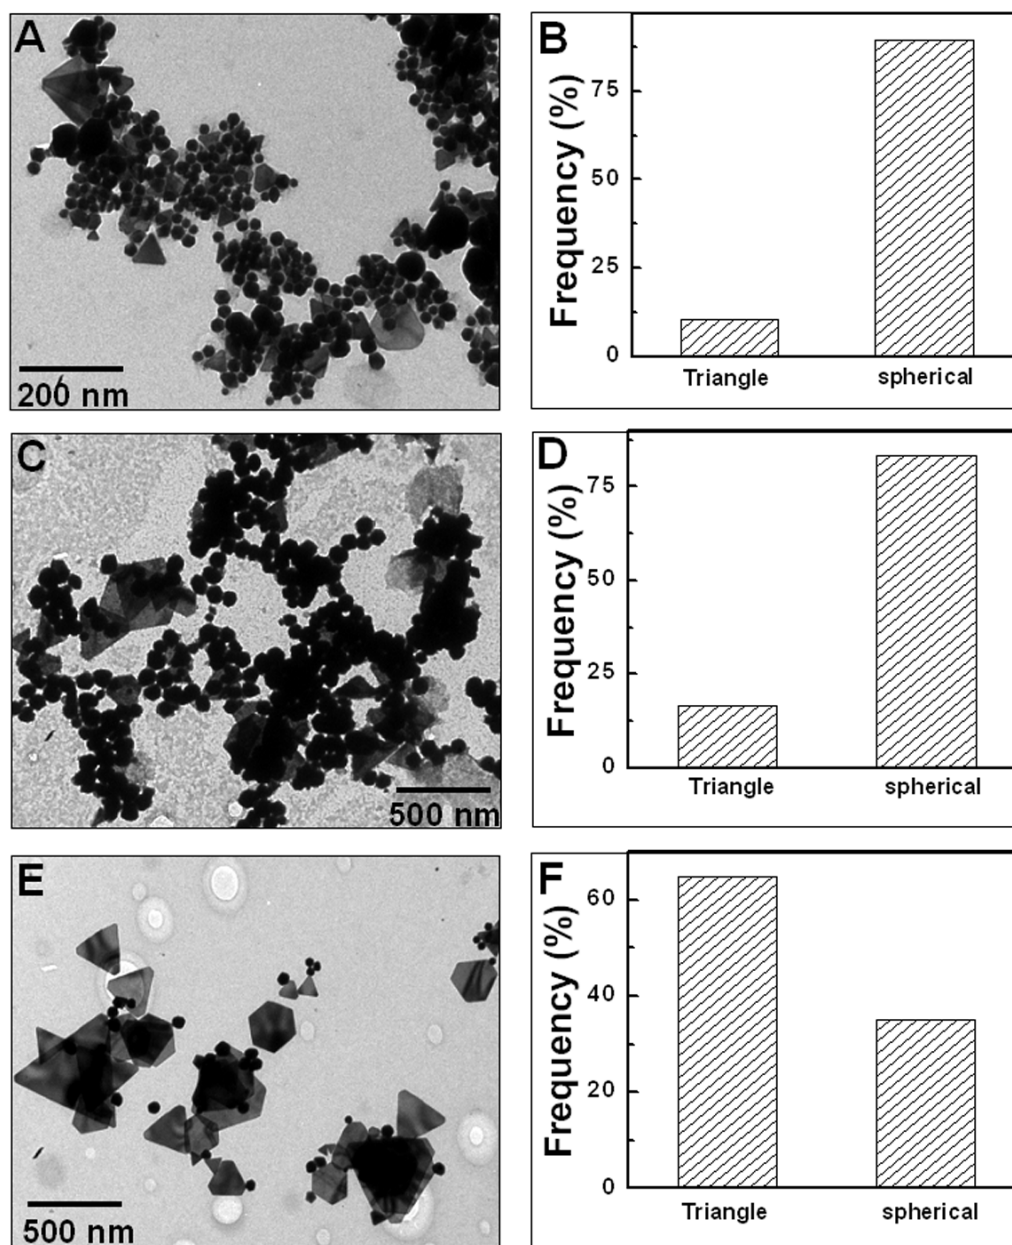 A
200 nm
B
Frequency (%)
75
50
25
0
Triangle
spherical
C
500 nm
D
Frequency (%)
75
50
25
0
Triangle
spherical
E
500 nm
F
Frequency (%)
60
40
20
0
Triangle
spherical